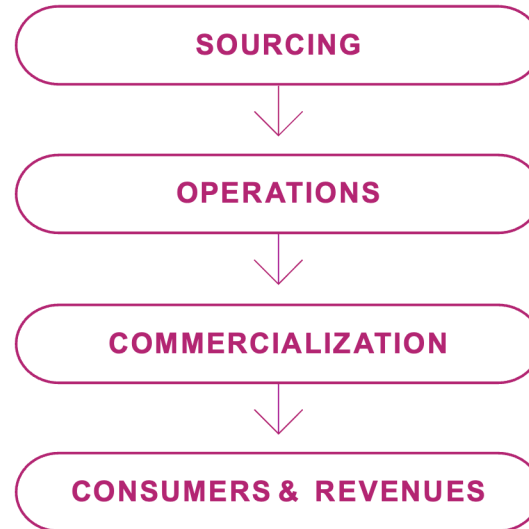 SOURCING
OPERATIONS
COMMERCIALIZATION
CONSUMERS & REVENUES